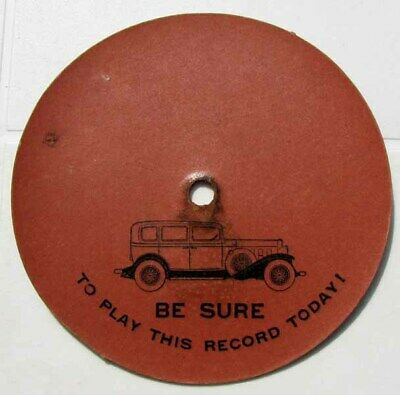 BE SURE
TO PLAY THIS RECORD TODAY!